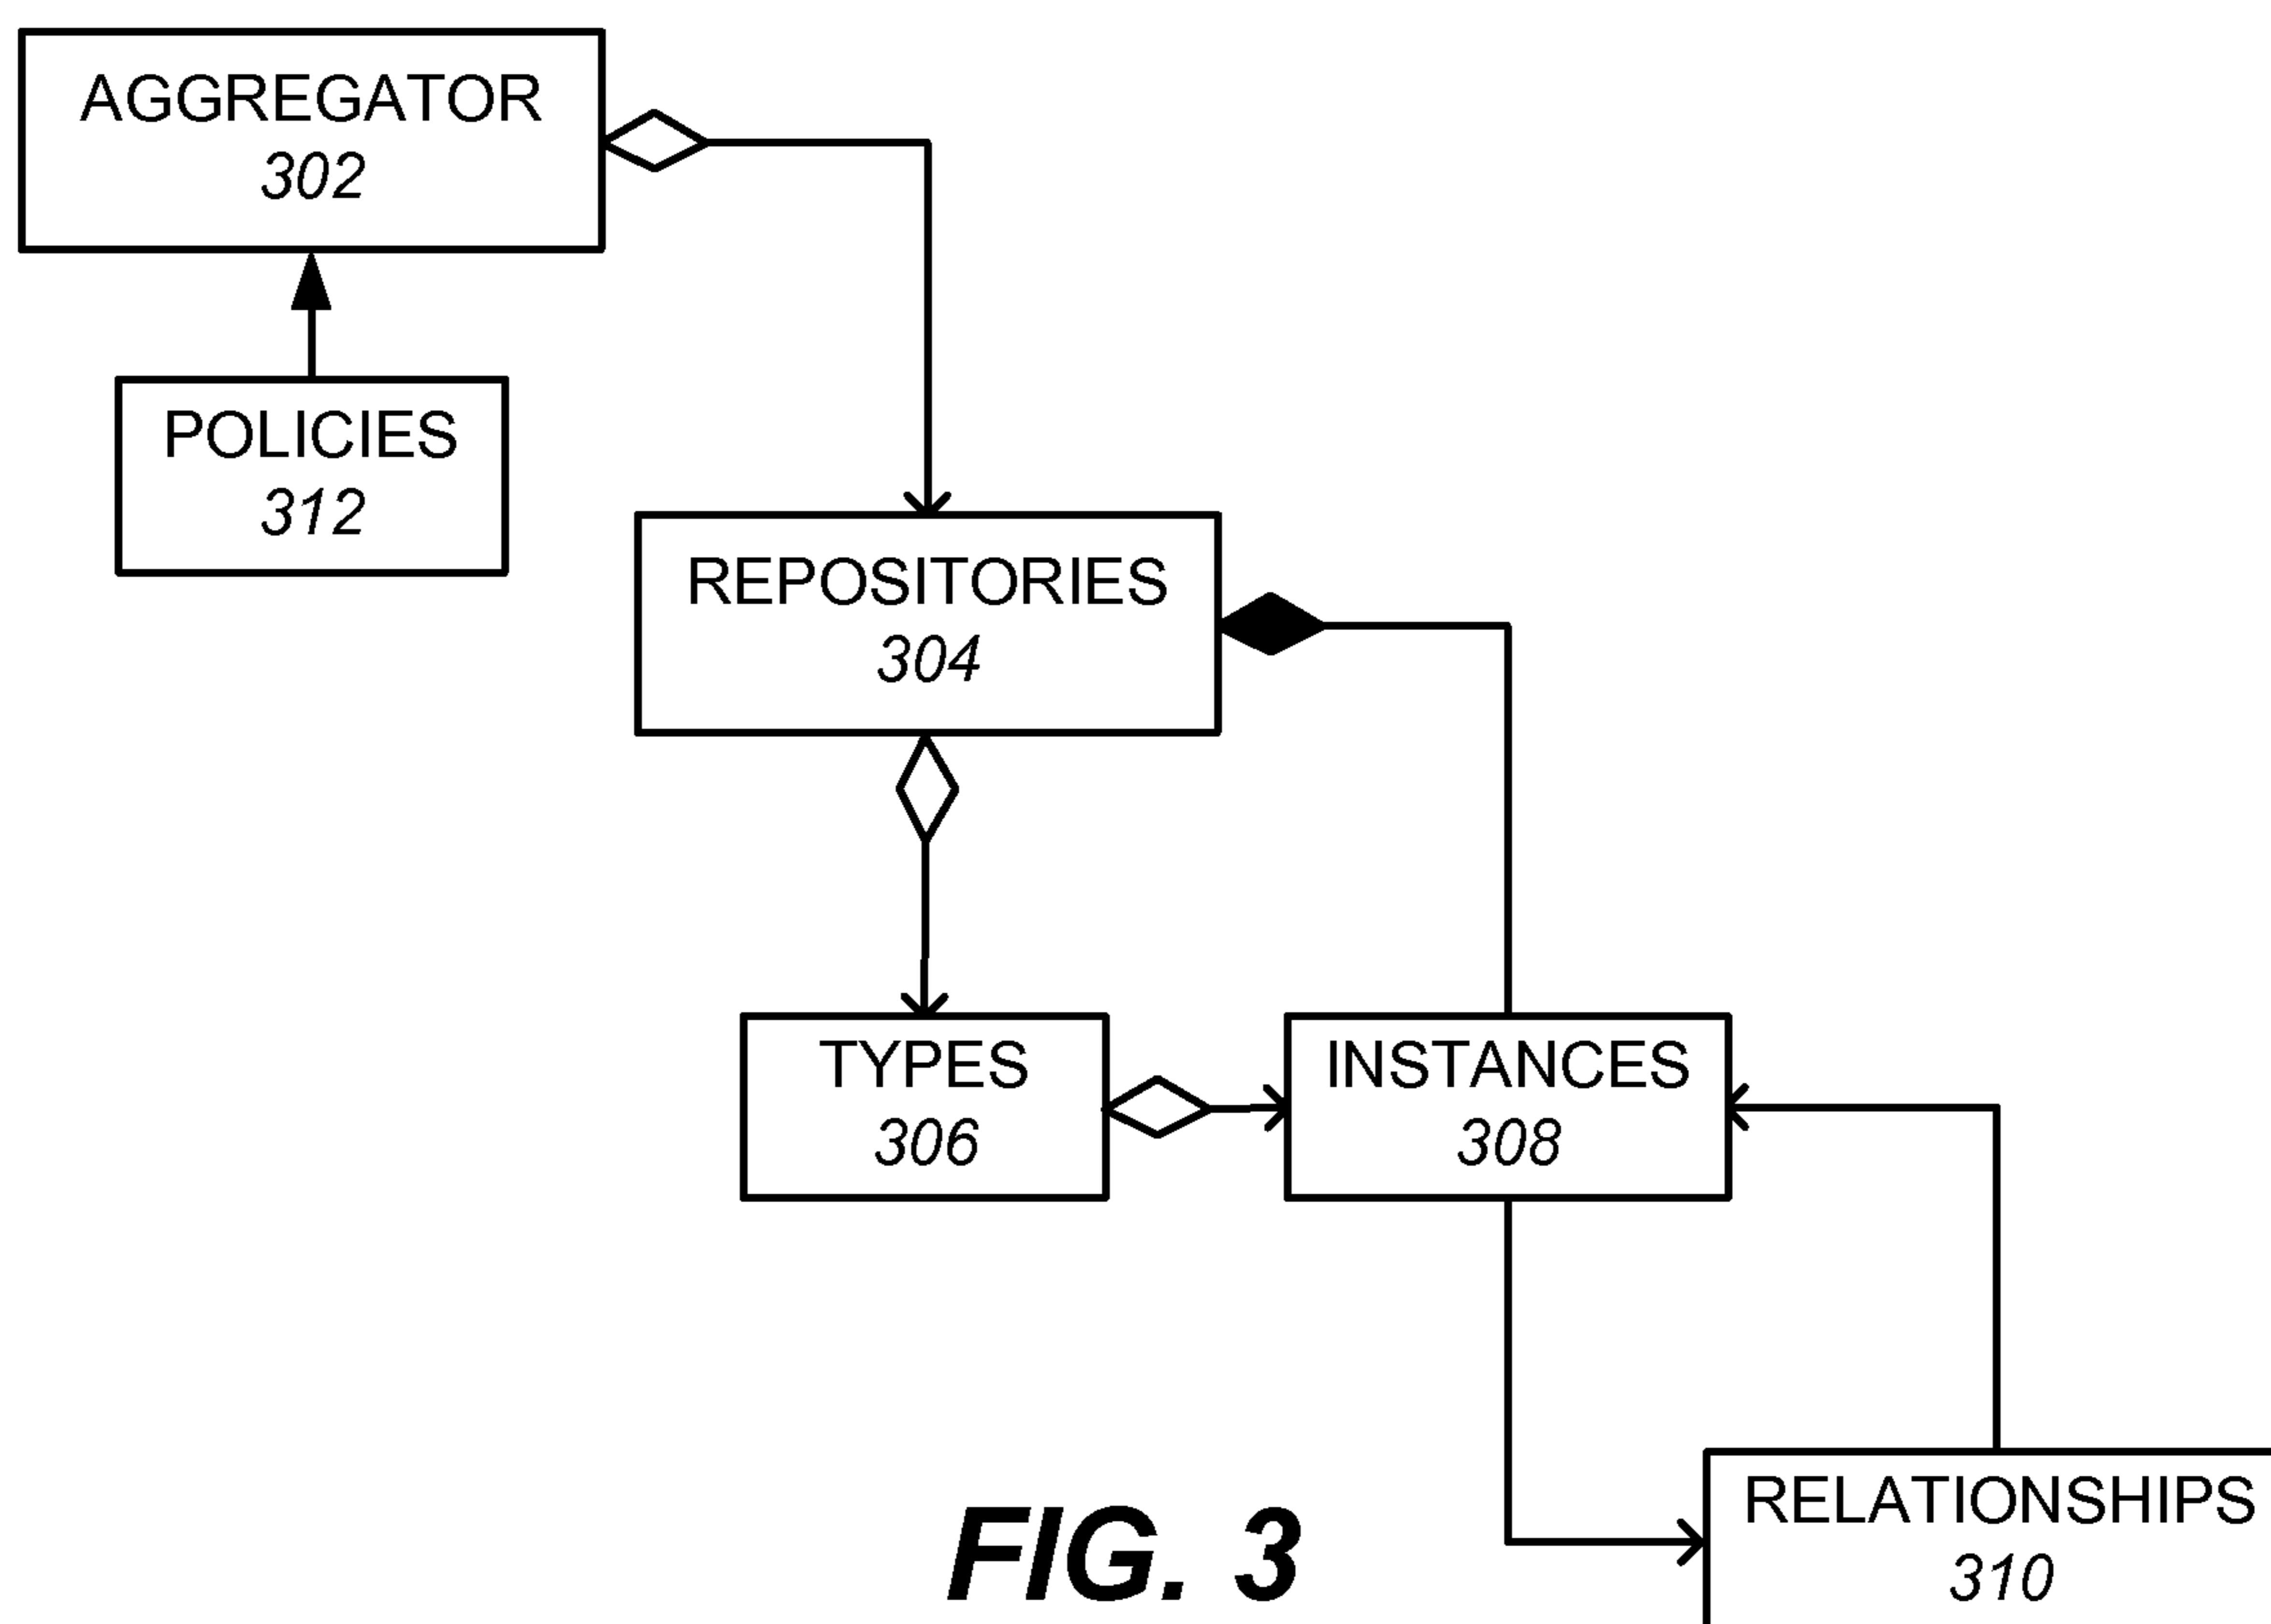 AGGREGATOR
302
POLICIES
312
REPOSITORIES
304
TYPES
306
INSTANCES
308
RELATIONSHIPS
310
FIG. 3